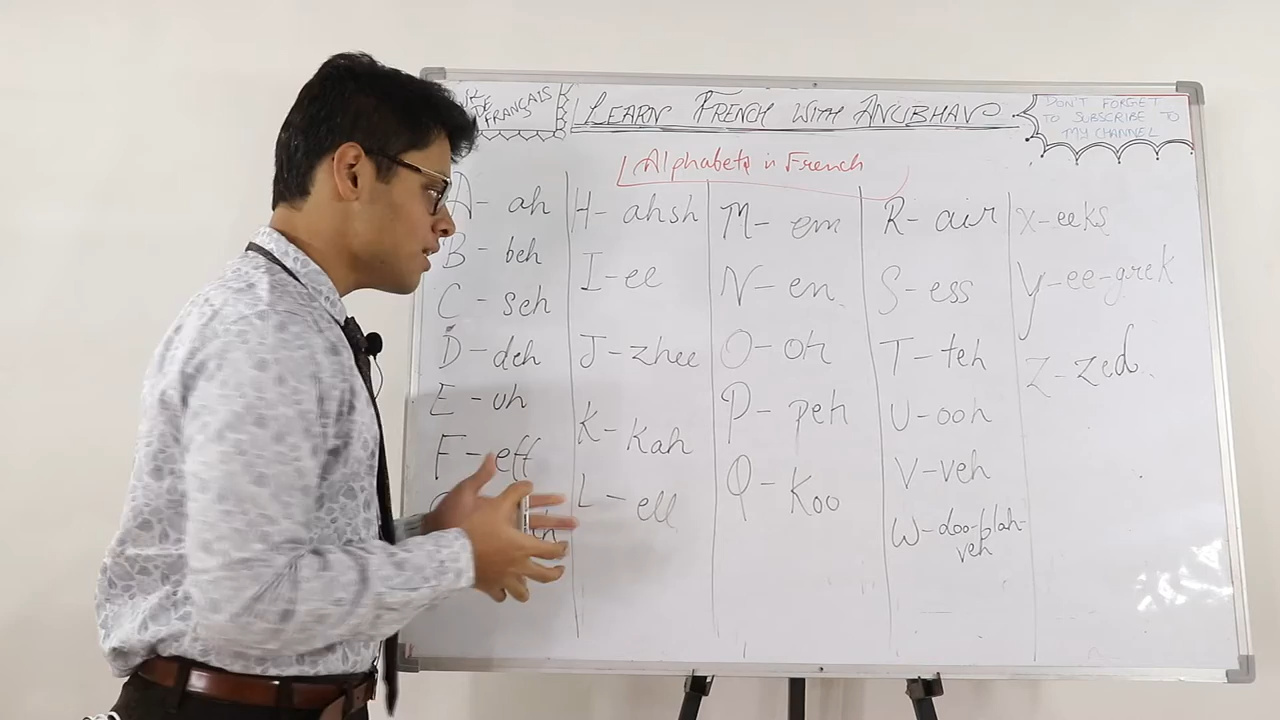 DE FRANÇAIS
LEARN FRENCH WITH ANUBHAV
DON'T FORGET
TO SUBSCRIBE TO
MY CHANNEL
Alphabets in French
A - ah
B - beh
C - seh
D - deh
E - uh
F - eff
H - ahsh
I - ee
J - zhee
K - kah
L - ell
M - em
N - en
O - oh
P - peh
Q - Koo
R - air
S - ess
T - teh
U - ooh
V - veh
W - doo-blah-
veh
X - eeks
Y - ee-grek
Z - zed